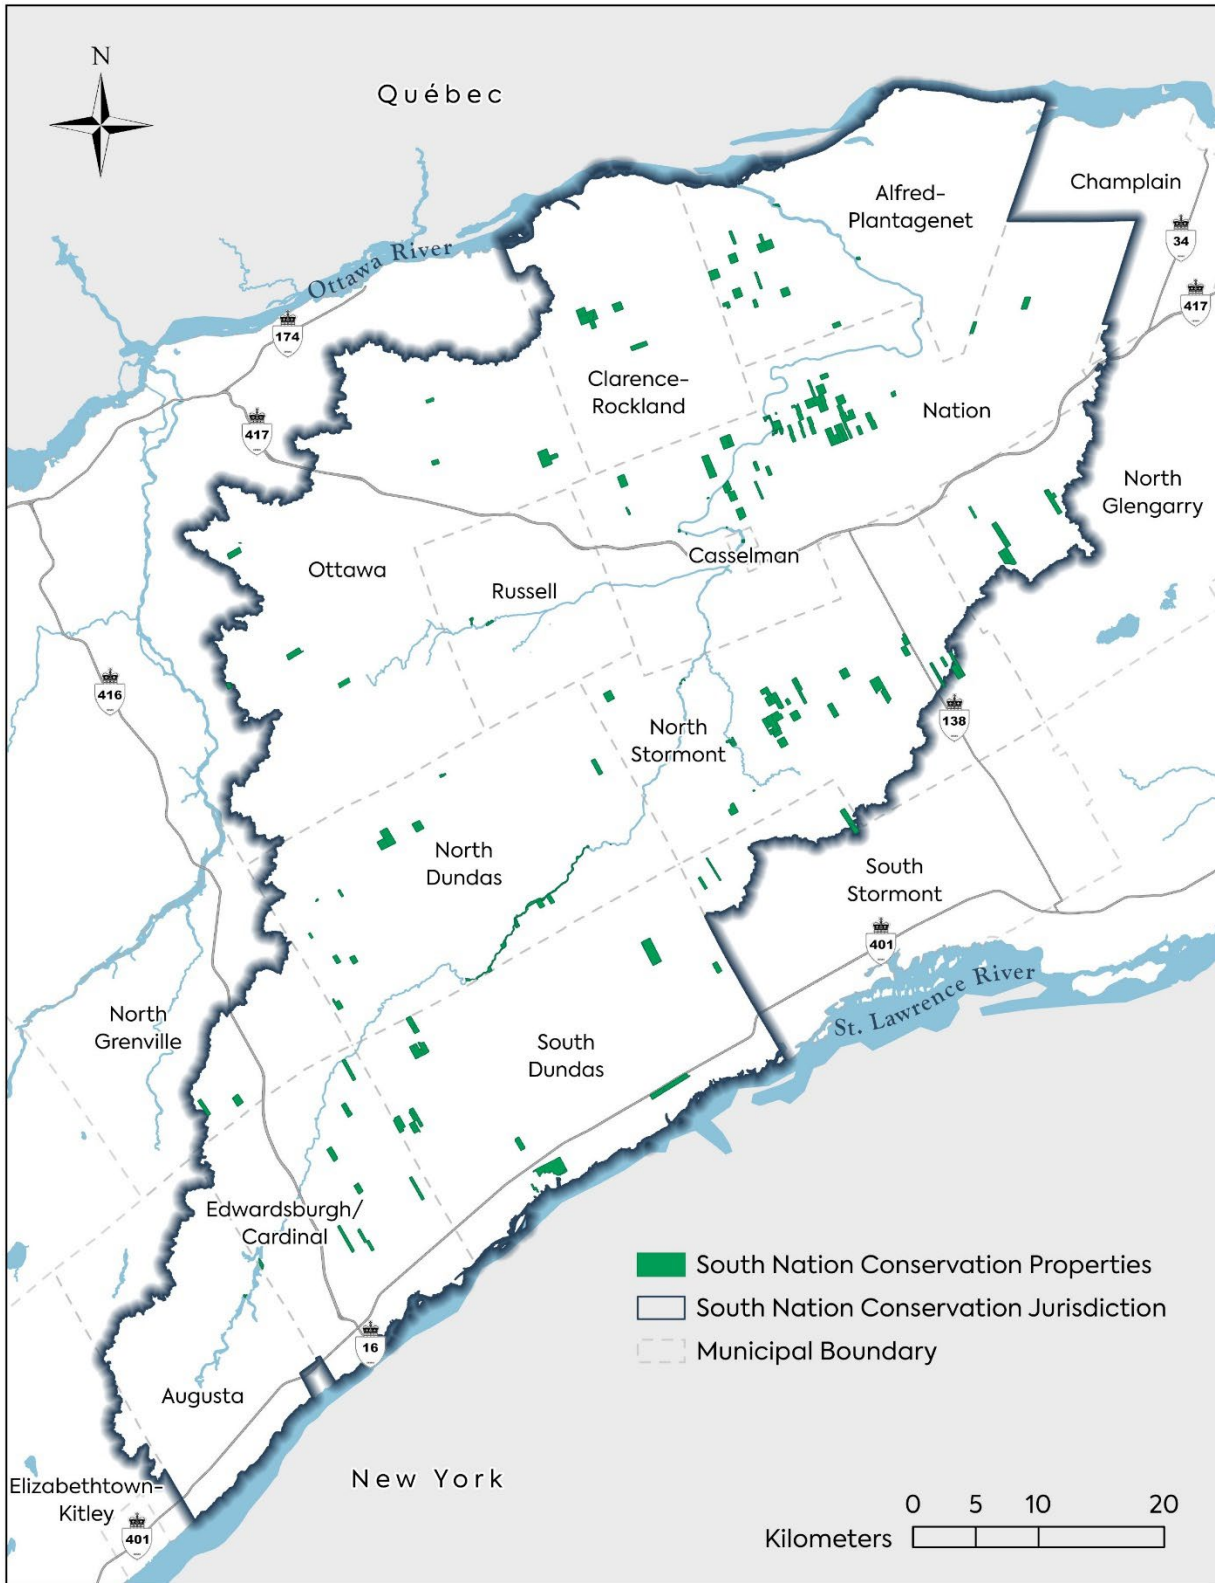 N
Québec
Ottawa River
Alfred-
Plantagenet
Champlain
34
417
174
417
Clarence-
Rockland
Nation
North
Glengarry
Ottawa
Casselman
Russell
416
North
Stormont
138
North
Dundas
South
Stormont
401
St. Lawrence River
North
Grenville
South
Dundas
Edwardsburgh/
Cardinal
South Nation Conservation Properties
South Nation Conservation Jurisdiction
Municipal Boundary
16
Augusta
New York
Elizabethtown-
Kitley
401
0 5 10 20
Kilometers